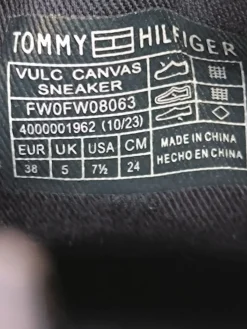 TOMMY HILFIGER
VULC CANVAS
SNEAKER
FW0FW08063
4000001962 (10/23)
EUR UK USA CM
38 5 7½ 24
MADE IN CHINA
HECHO EN CHINA